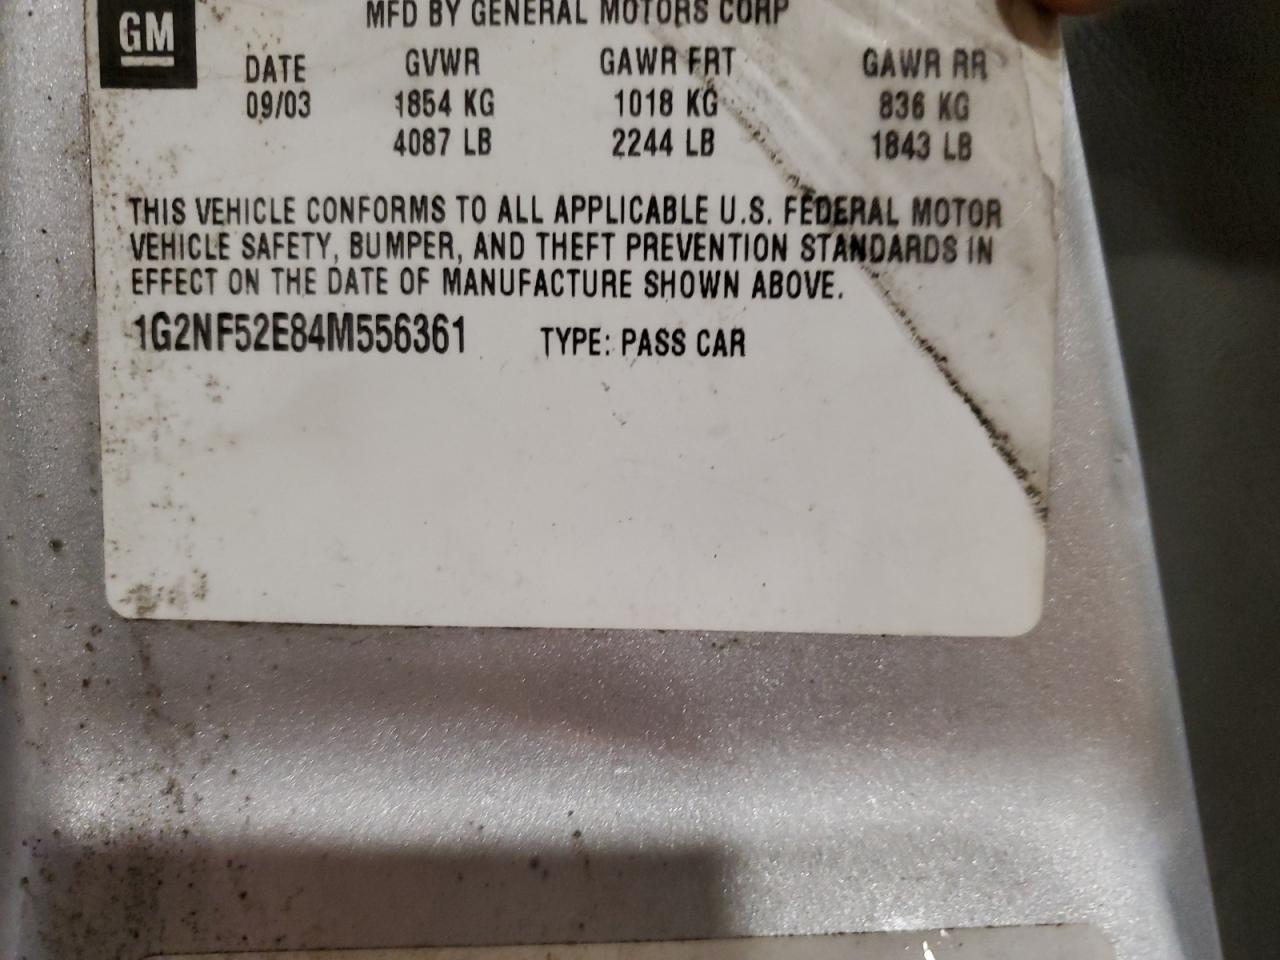 GM
MFD BY GENERAL MOTORS CORP
DATE GVWR GAWR FRT GAWR RR
09/03 1854 KG 1018 KG 836 KG
4087 LB 2244 LB 1843 LB
THIS VEHICLE CONFORMS TO ALL APPLICABLE U.S. FEDERAL MOTOR
VEHICLE SAFETY, BUMPER, AND THEFT PREVENTION STANDARDS IN
EFFECT ON THE DATE OF MANUFACTURE SHOWN ABOVE.
1G2NF52E84M556361 TYPE: PASS CAR